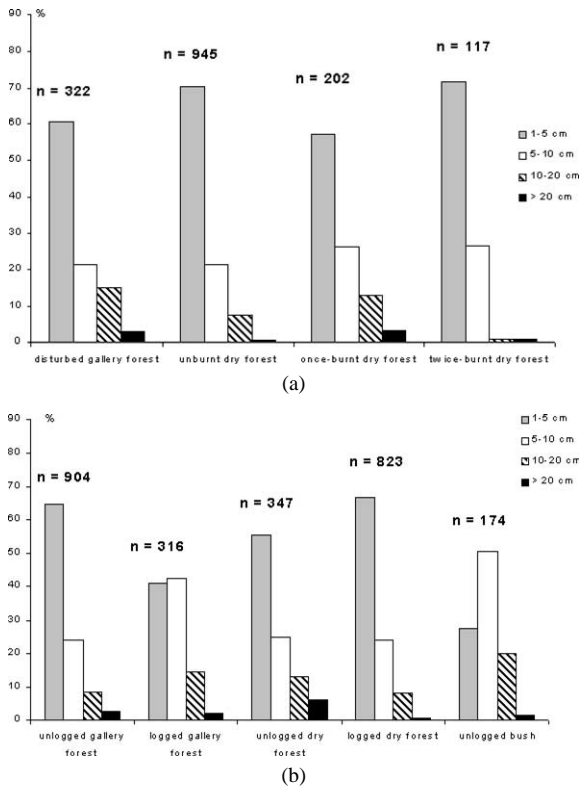 %
90
80
70
60
50
40
30
20
10
0
n = 322
n = 945
n = 202
n = 117
1-5 cm
5-10 cm
10-20 cm
> 20 cm
disturbed gallery forest unburnt dry forest once-burnt dry forest twice-burnt dry forest
(a)
%
90
80
70
60
50
40
30
20
10
0
n = 904
n = 316
n = 347
n = 823
n = 174
1-5 cm
5-10 cm
10-20 cm
> 20 cm
unlogged gallery forest
logged gallery forest
unlogged dry forest
logged dry forest
unlogged bush
(b)